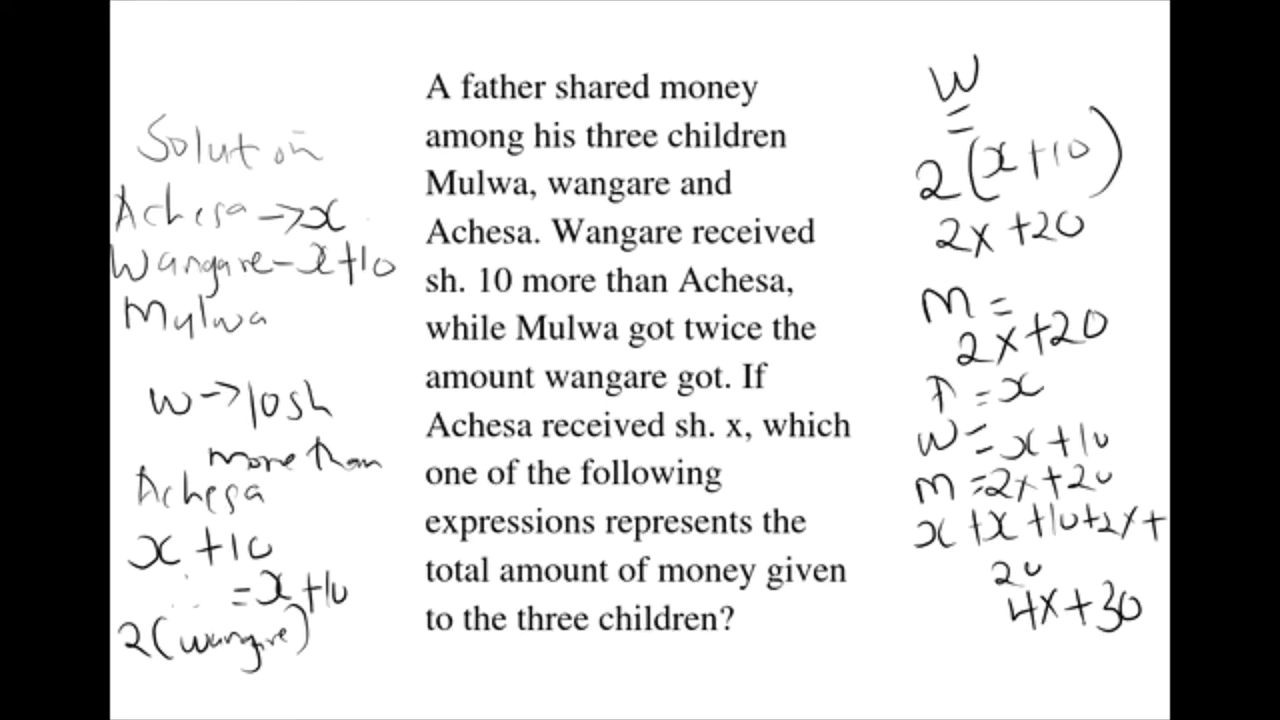 Solution
Achesa → x
Wangare - x+10
Mulwa
W → 10sh
more than
Achesa
x + 10
= x + 10
2(wangare)
A father shared money
among his three children
Mulwa, wangare and
Achesa. Wangare received
sh. 10 more than Achesa,
while Mulwa got twice the
amount wangare got. If
Achesa received sh. x, which
one of the following
expressions represents the
total amount of money given
to the three children?
W
=
2(x+10)
2x+20
M =
2x+20
A = x
W = x+10
M = 2x+20
x + x + 10 + 2x +
20
4x+30